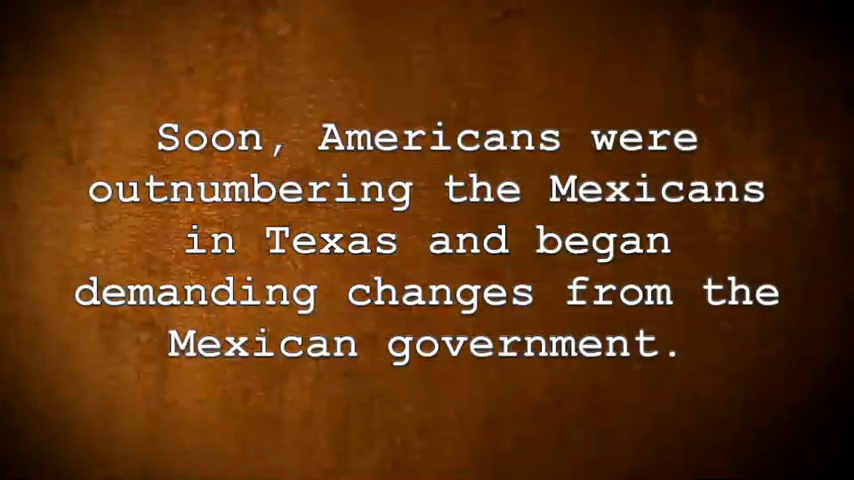 Soon, Americans were
outnumbering the Mexicans
in Texas and began
demanding changes from the
Mexican government.